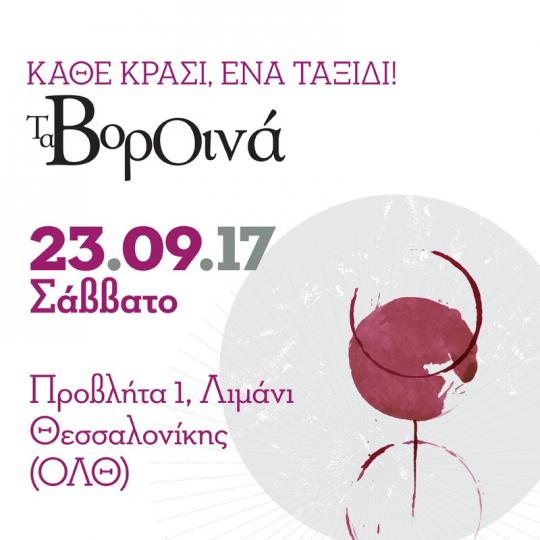 ΚΑΘΕ ΚΡΑΣΙ, ΕΝΑ ΤΑΞΙΔΙ!
Τα ΒορΟινά
23.09.17
Σάββατο
Προβλήτα 1, Λιμάνι
Θεσσαλονίκης
(ΟΛΘ)